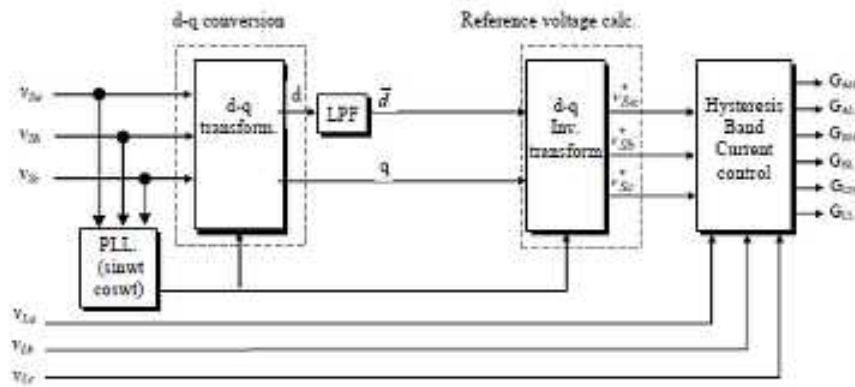 d-q conversion
Reference voltage calc.
v_Sa
v_Sb
v_Sc
d-q
transform.
d
LPF
d̄
q
d-q
Inv.
transform
v*_Sa
v*_Sb
v*_Sc
Hysteresis
Band
Current
control
PLL.
(sinwt
coswt)
v_La
v_Lb
v_Lc